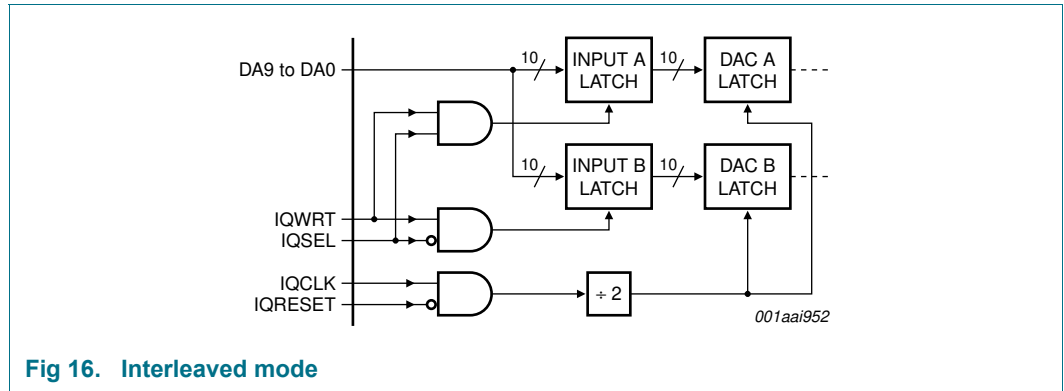 DA9 to DA0
10
INPUT A
LATCH
10
DAC A
LATCH
10
INPUT B
LATCH
10
DAC B
LATCH
IQWRT
IQSEL
IQCLK
IQRESET
÷ 2
001aai952
Fig 16. Interleaved mode